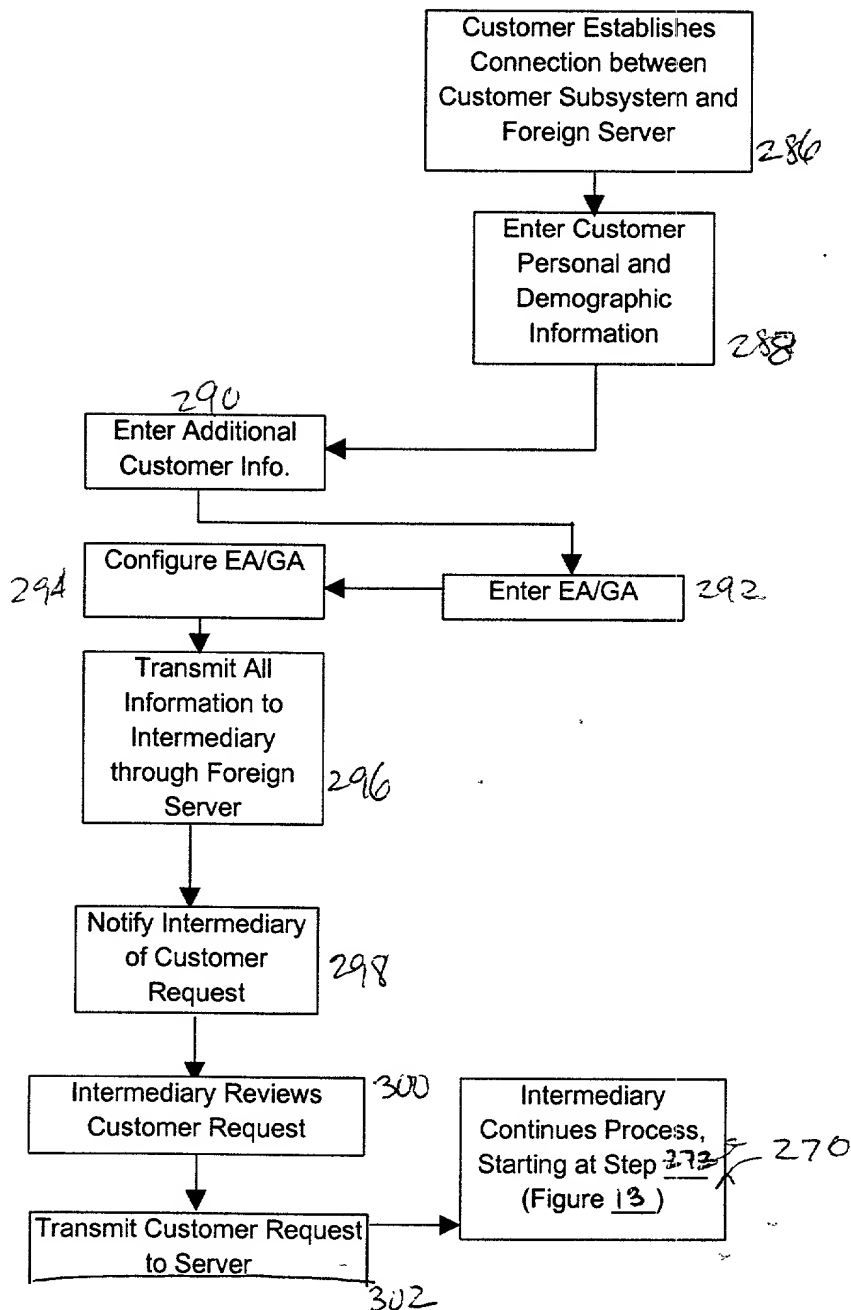 Customer Establishes
Connection between
Customer Subsystem and
Foreign Server
286
Enter Customer
Personal and
Demographic
Information
288
290
Enter Additional
Customer Info.
294
Configure EA/GA
Enter EA/GA
292
Transmit All
Information to
Intermediary
through Foreign
Server
296
Notify Intermediary
of Customer
Request
298
Intermediary Reviews
Customer Request
300
Intermediary
Continues Process,
Starting at Step 272
(Figure 13)
270
Transmit Customer Request
to Server
302